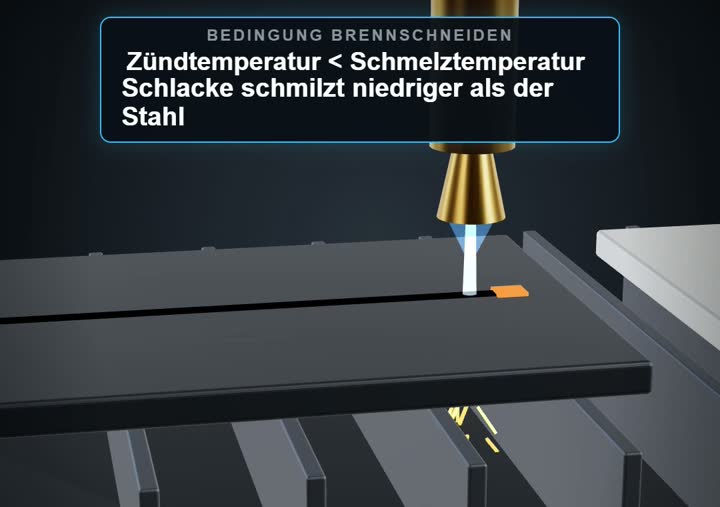 BEDINGUNG BRENNSCHNEIDEN
Zündtemperatur < Schmelztemperatur
Schlacke schmilzt niedriger als der
Stahl